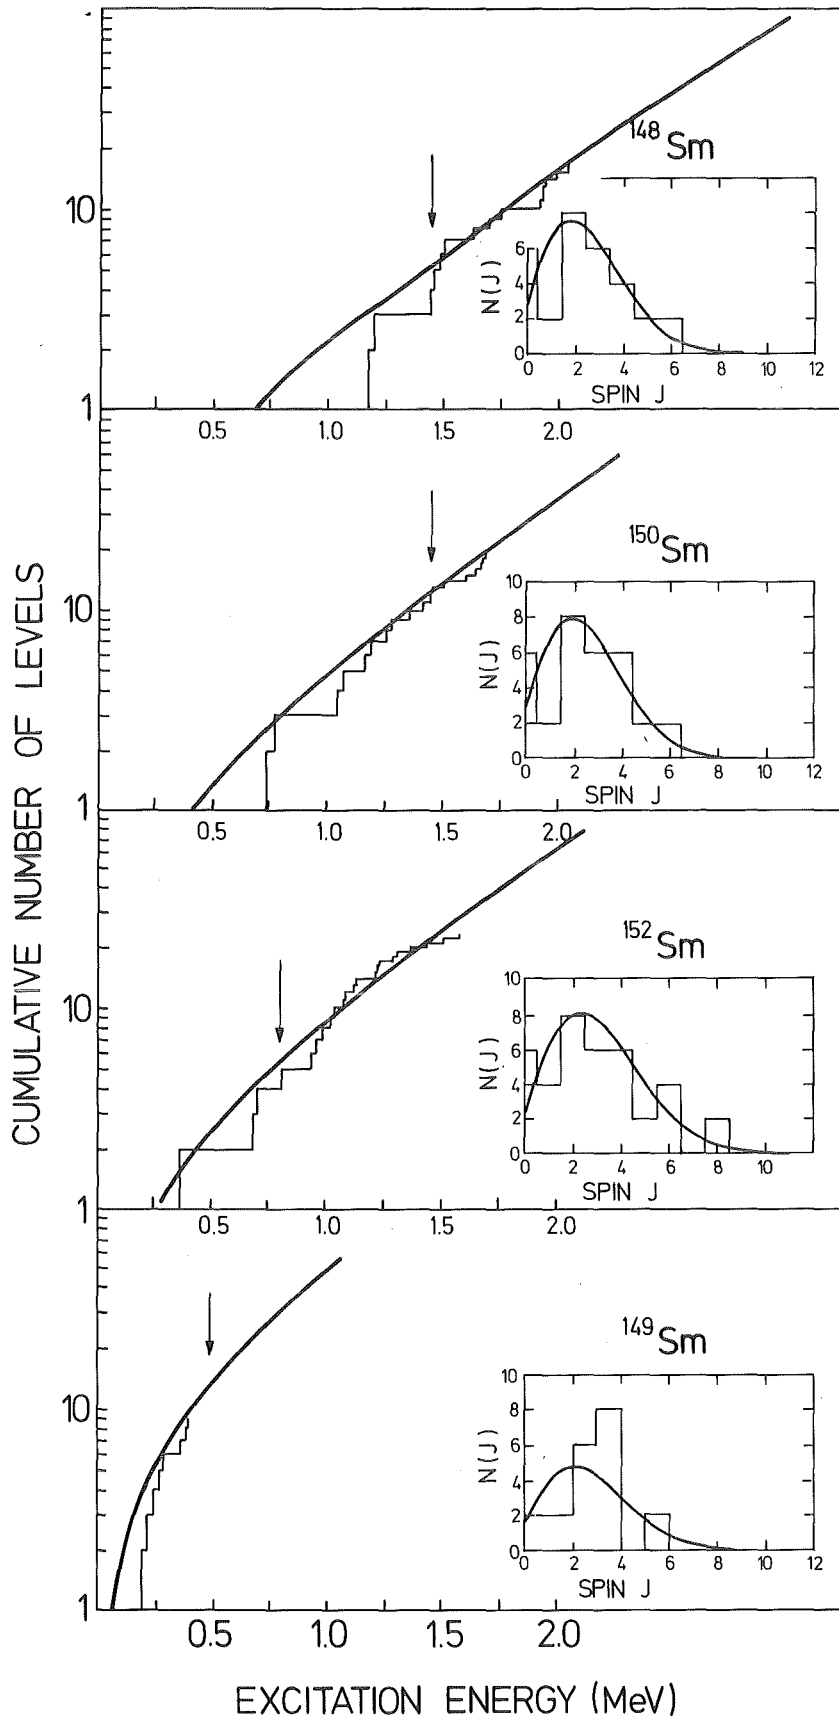 CUMULATIVE NUMBER OF LEVELS
¹⁴⁸Sm
10
1
0.5 1.0 1.5 2.0
N(J)
6
4
2
0
0 2 4 6 8 10 12
SPIN J
¹⁵⁰Sm
10
1
0.5 1.0 1.5 2.0
N(J)
10
8
6
4
2
0
0 2 4 6 8 10 12
SPIN J
¹⁵²Sm
10
1
0.5 1.0 1.5 2.0
N(J)
10
8
6
4
2
0
0 2 4 6 8 10 12
SPIN J
¹⁴⁹Sm
10
1
0.5 1.0 1.5 2.0
N(J)
10
8
6
4
2
0
0 2 4 6 8 10 12
SPIN J
EXCITATION ENERGY (MeV)